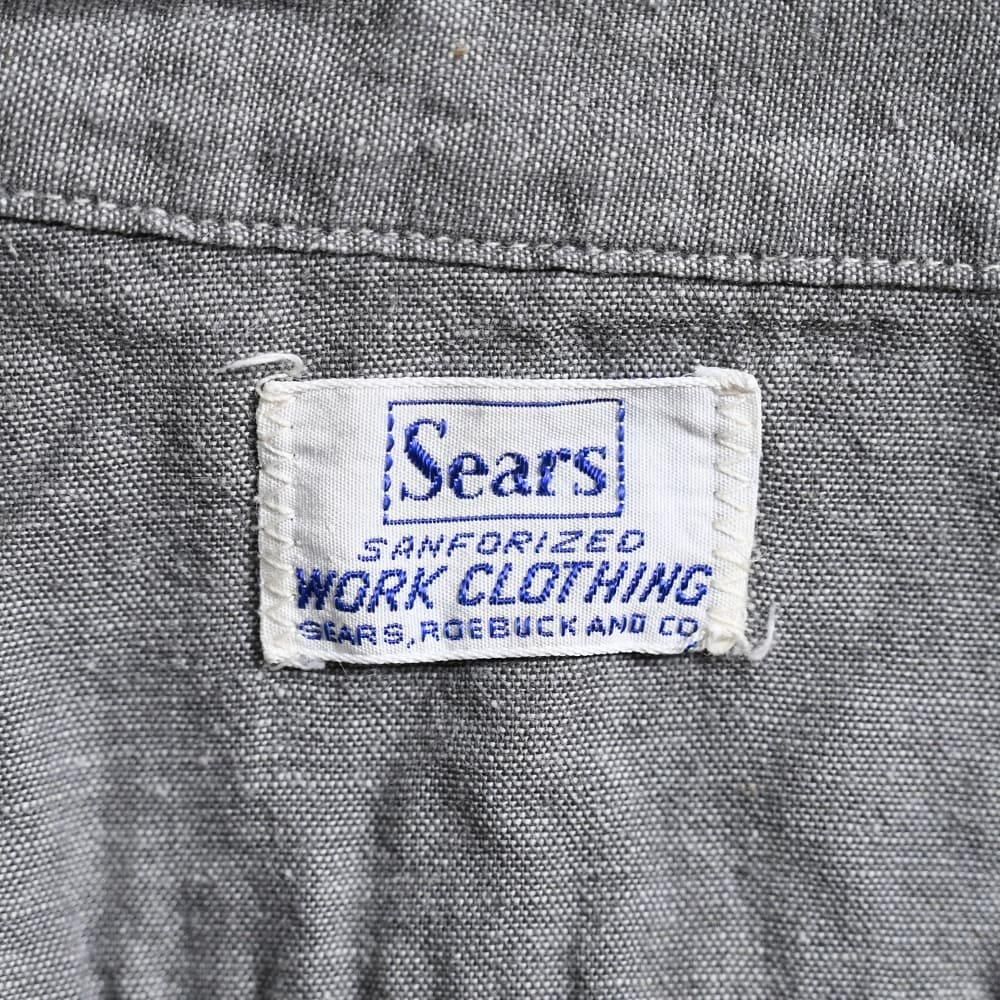 Sears
SANFORIZED
WORK CLOTHING
SEARS, ROEBUCK AND CO.